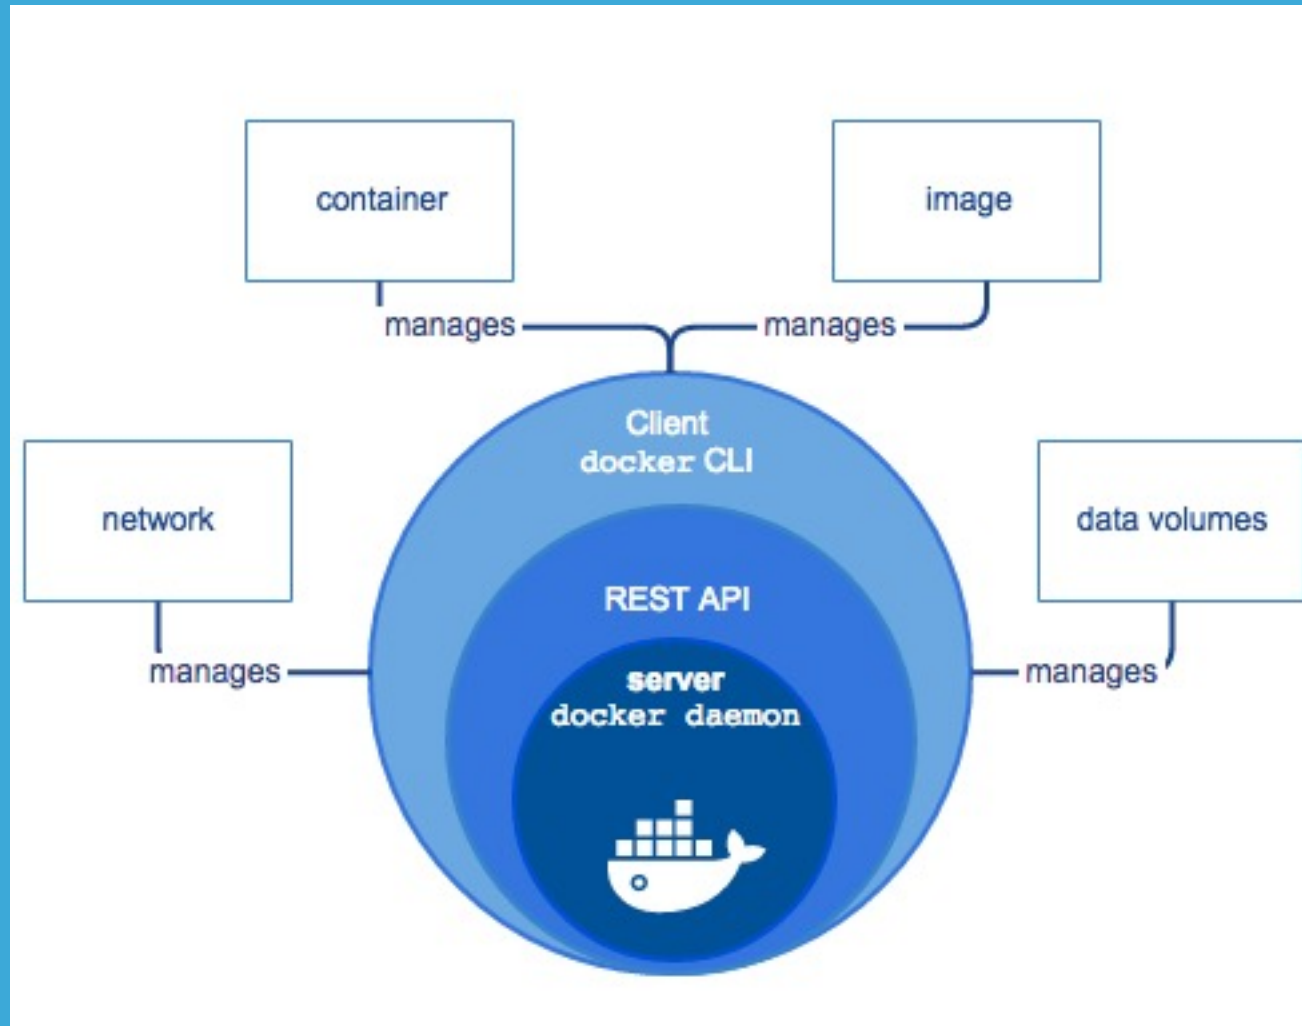 container
image
manages
manages
Client
docker CLI
network
data volumes
REST API
manages
manages
server
docker daemon